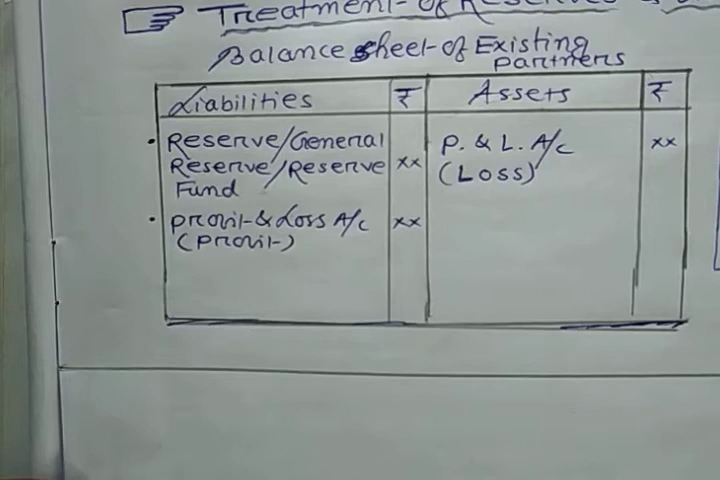 Treatment of Reserves
Balance Sheet of Existing
partners
Liabilities ₹ Assets ₹
• Reserve/General
Reserve/Reserve
Fund xx
P. & L. A/c
(Loss) xx
• Profit & Loss A/c xx
(Profit)